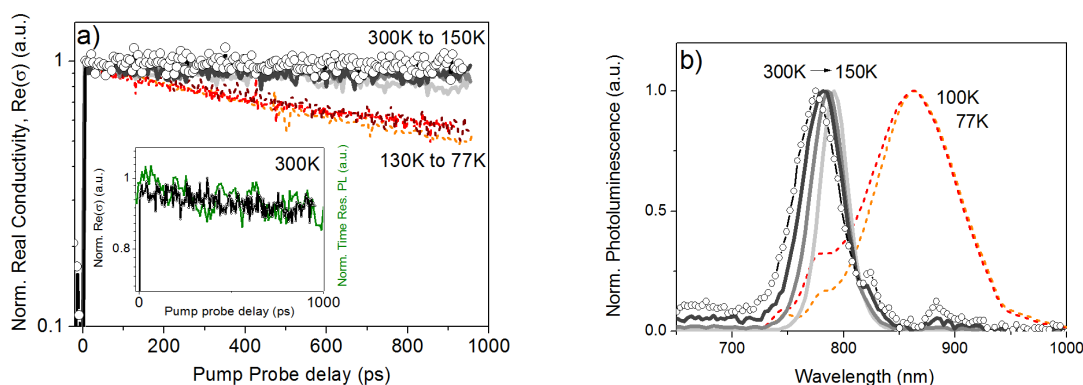 a)
300K to 150K
130K to 77K
Norm. Real Conductivity, Re(σ) (a.u.)
1
0.1
0
200
400
600
800
1000
Pump Probe delay (ps)
300K
Norm. Re(σ) (a.u.)
1
0.8
0
1000
Pump probe delay (ps)
Norm. Time Res. PL (a.u.)
b)
300K → 150K
100K
77K
Norm. Photoluminescence (a.u.)
1.0
0.5
0.0
700
800
900
1000
Wavelength (nm)